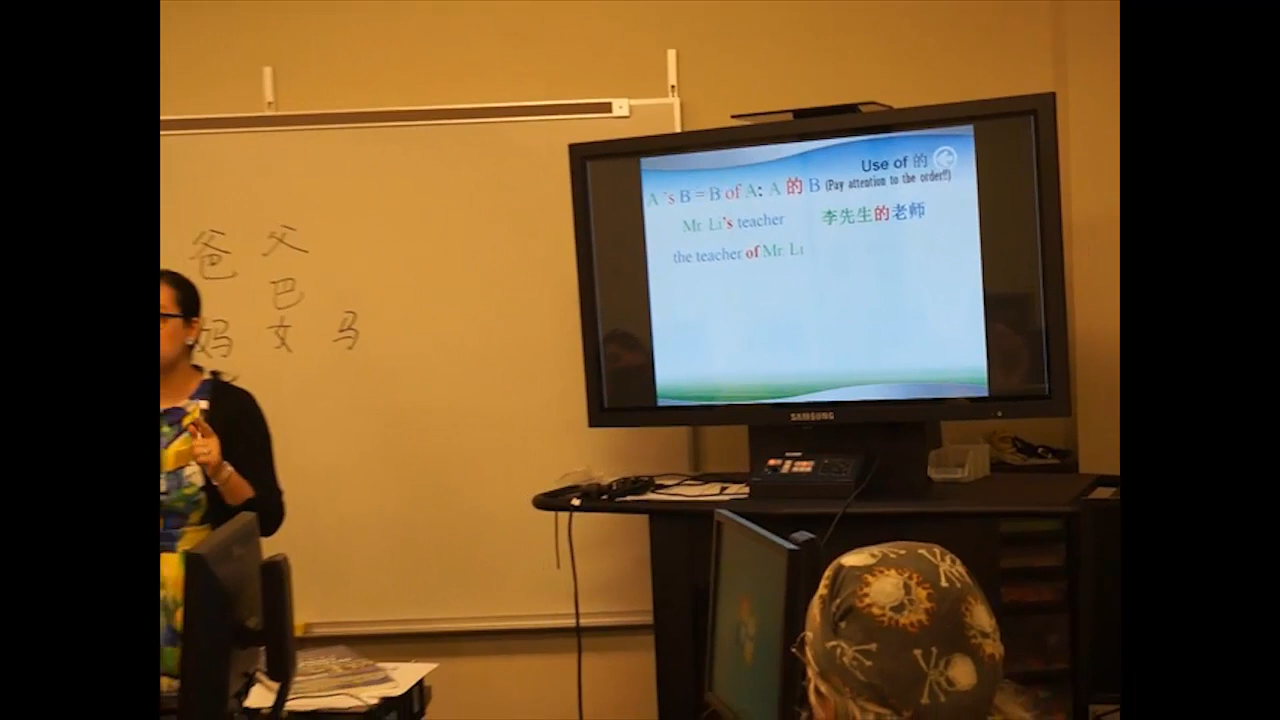 爸 父
巴
妈 女 马
Use of 的
A 's B = B of A: A 的 B (Pay attention to the order!!)
Mr. Li's teacher 李先生的老师
the teacher of Mr. Li
SAMSUNG